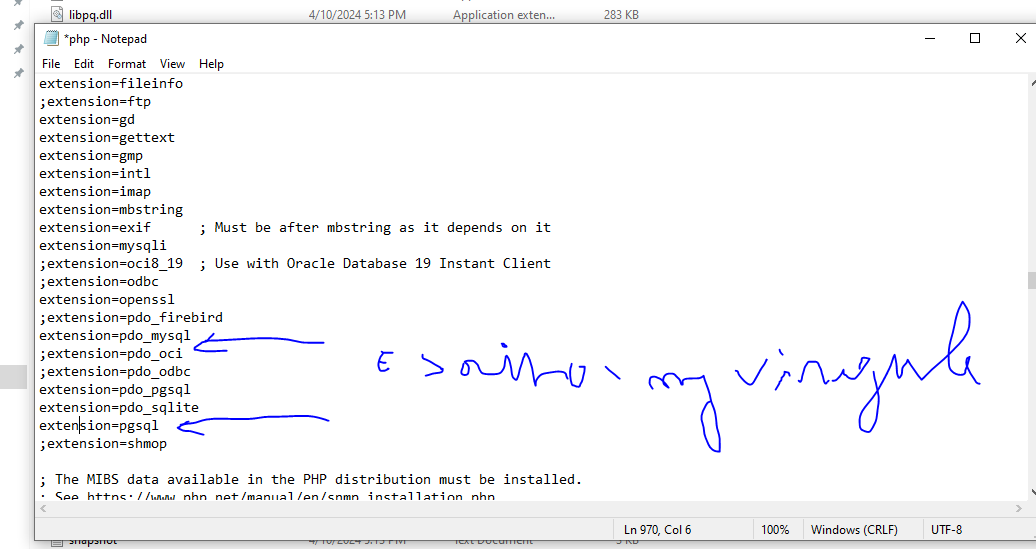 libpq.dll 4/10/2024 5:13 PM Application exten... 283 KB
*php - Notepad
File Edit Format View Help
extension=fileinfo
;extension=ftp
extension=gd
extension=gettext
extension=gmp
extension=intl
extension=imap
extension=mbstring
extension=exif ; Must be after mbstring as it depends on it
extension=mysqli
;extension=oci8_19 ; Use with Oracle Database 19 Instant Client
;extension=odbc
extension=openssl
;extension=pdo_firebird
extension=pdo_mysql
;extension=pdo_oci
;extension=pdo_odbc
extension=pdo_pgsql
extension=pdo_sqlite
extension=pgsql
;extension=shmop
; The MIBS data available in the PHP distribution must be installed.
; See https://www.php.net/manual/en/snmp.installation.php
Ln 970, Col 6 100% Windows (CRLF) UTF-8
snapshot 4/10/2024 5:13 PM Text Document 3 KB